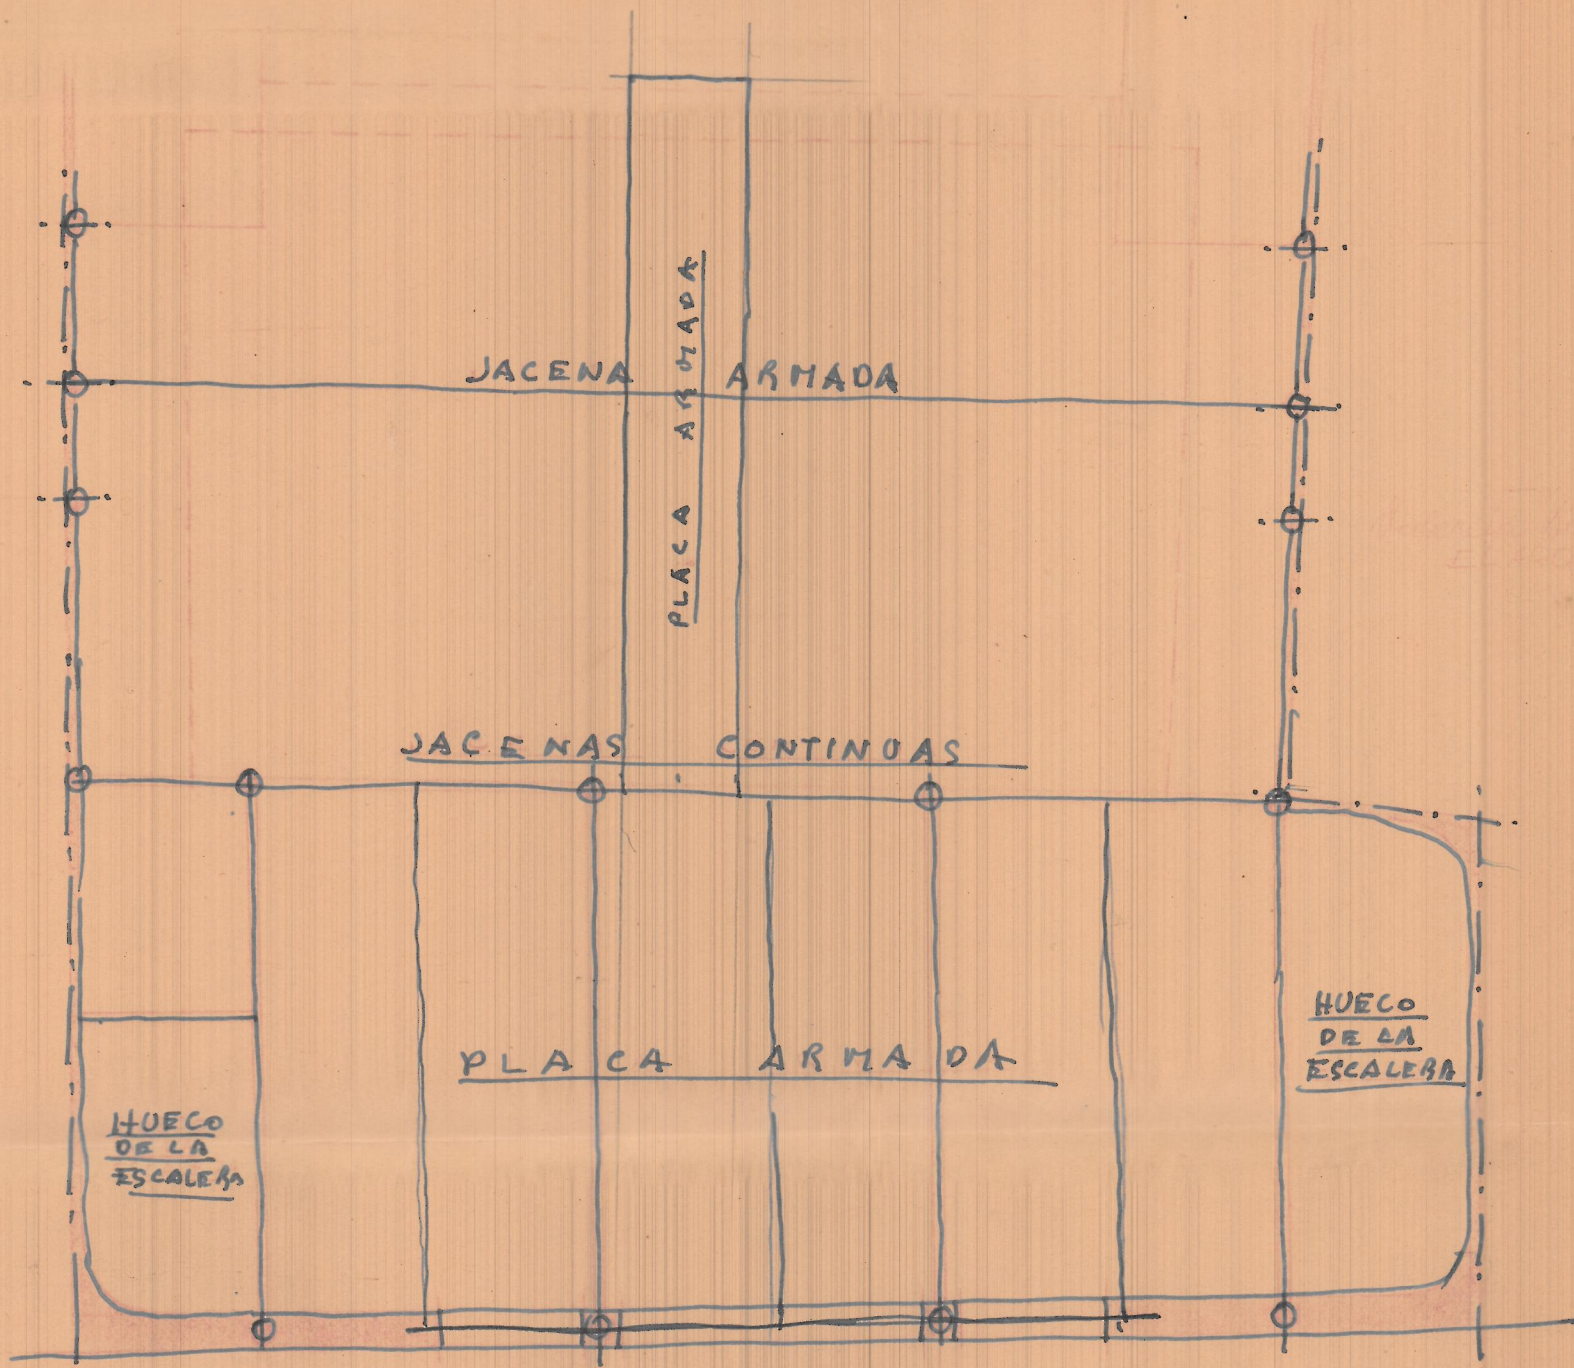 PLACA ARMADA
JACENA ARMADA
JACENAS CONTINUAS
PLACA ARMADA
HUECO
DE LA
ESCALERA
HUECO
DE LA
ESCALERA